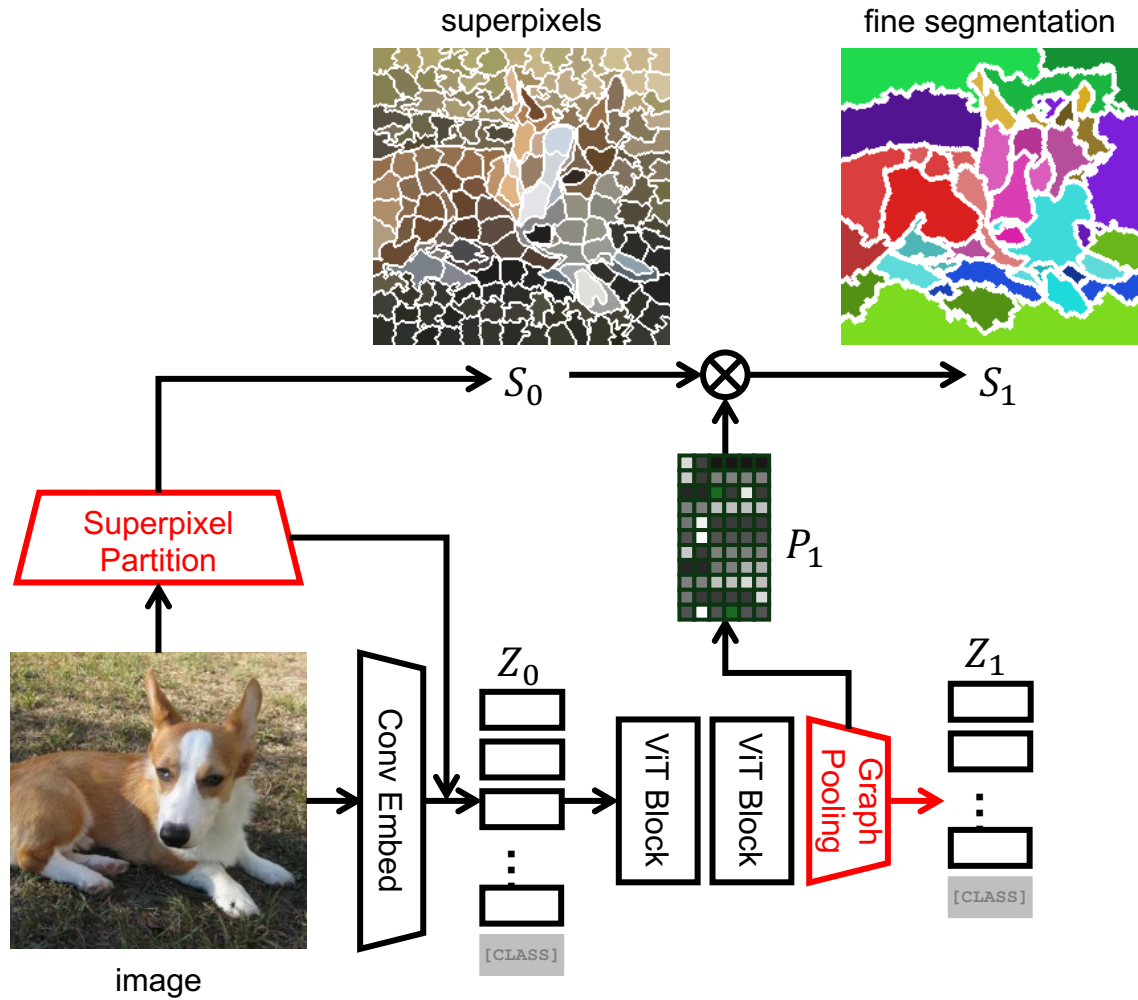 superpixels
fine segmentation
S₀
S₁
Superpixel
Partition
P₁
Z₀
Z₁
Conv Embed
ViT Block
ViT Block
Graph
Pooling
[CLASS]
[CLASS]
image